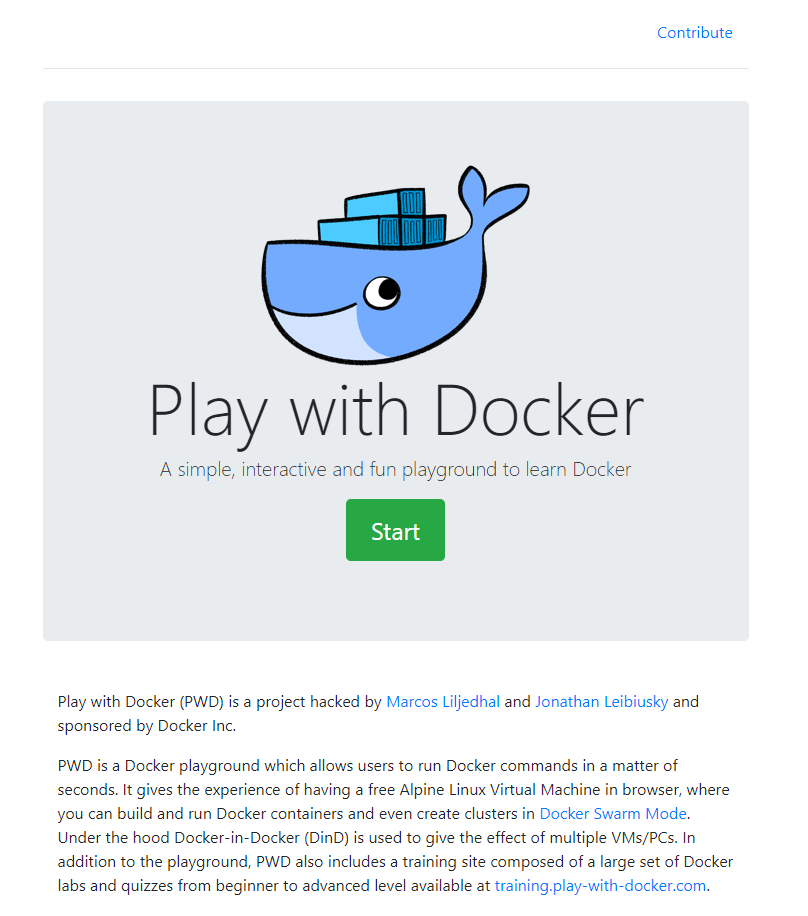 Contribute
Play with Docker
A simple, interactive and fun playground to learn Docker
Start
Play with Docker (PWD) is a project hacked by Marcos Liljedhal and Jonathan Leibiusky and
sponsored by Docker Inc.
PWD is a Docker playground which allows users to run Docker commands in a matter of
seconds. It gives the experience of having a free Alpine Linux Virtual Machine in browser, where
you can build and run Docker containers and even create clusters in Docker Swarm Mode.
Under the hood Docker-in-Docker (DinD) is used to give the effect of multiple VMs/PCs. In
addition to the playground, PWD also includes a training site composed of a large set of Docker
labs and quizzes from beginner to advanced level available at training.play-with-docker.com.